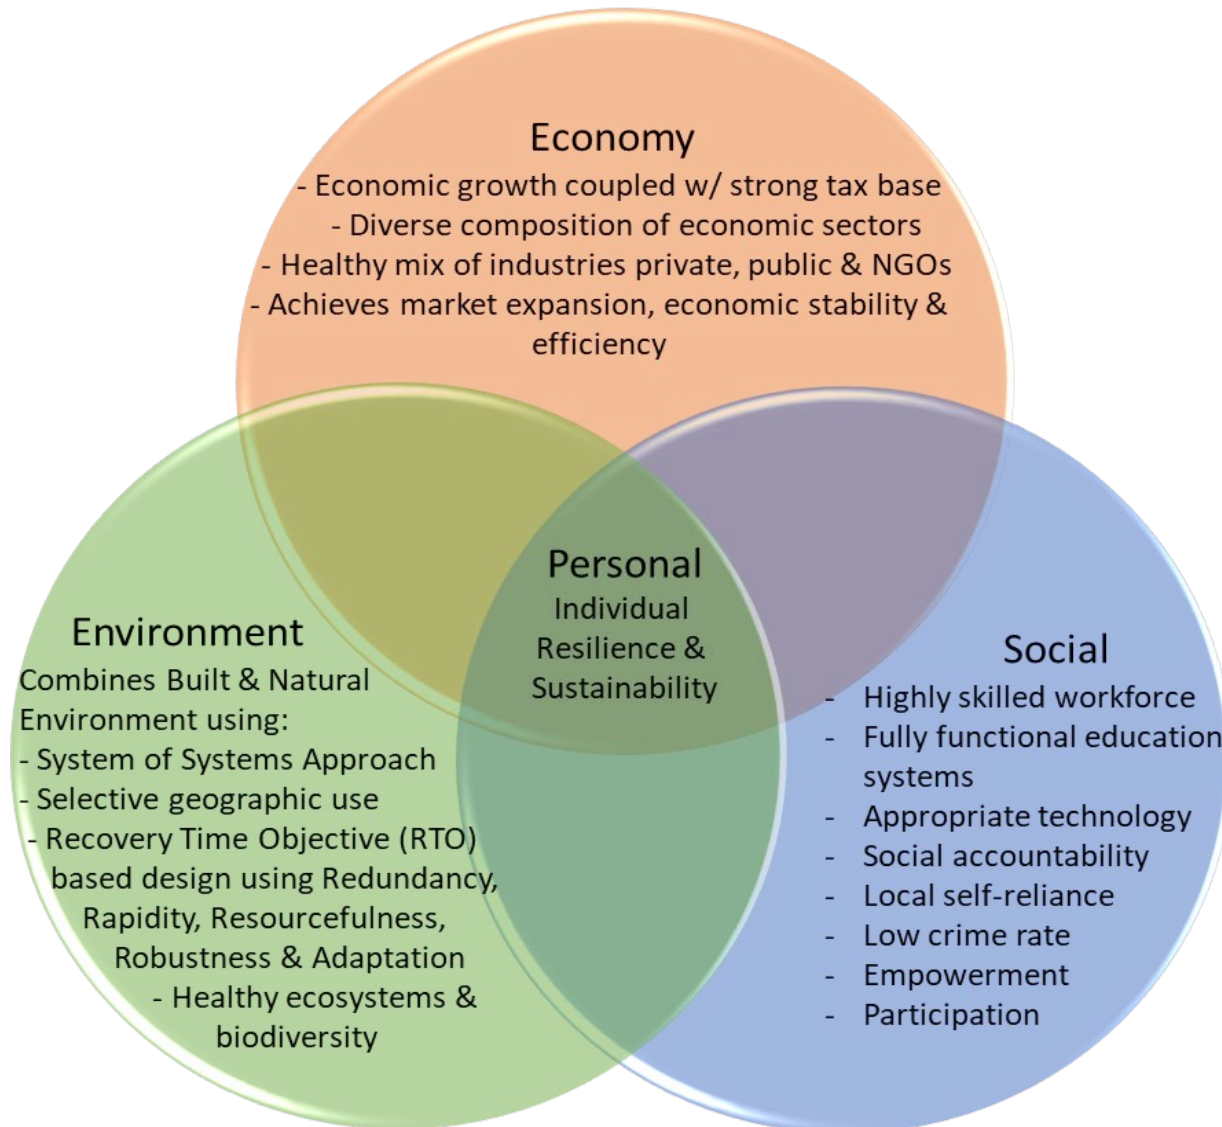 Economy
- Economic growth coupled w/ strong tax base
- Diverse composition of economic sectors
- Healthy mix of industries private, public & NGOs
- Achieves market expansion, economic stability &
efficiency
Personal
Individual
Resilience &
Sustainability
Environment
Combines Built & Natural
Environment using:
- System of Systems Approach
- Selective geographic use
- Recovery Time Objective (RTO)
based design using Redundancy,
Rapidity, Resourcefulness,
Robustness & Adaptation
- Healthy ecosystems &
biodiversity
Social
- Highly skilled workforce
- Fully functional education
systems
- Appropriate technology
- Social accountability
- Local self-reliance
- Low crime rate
- Empowerment
- Participation